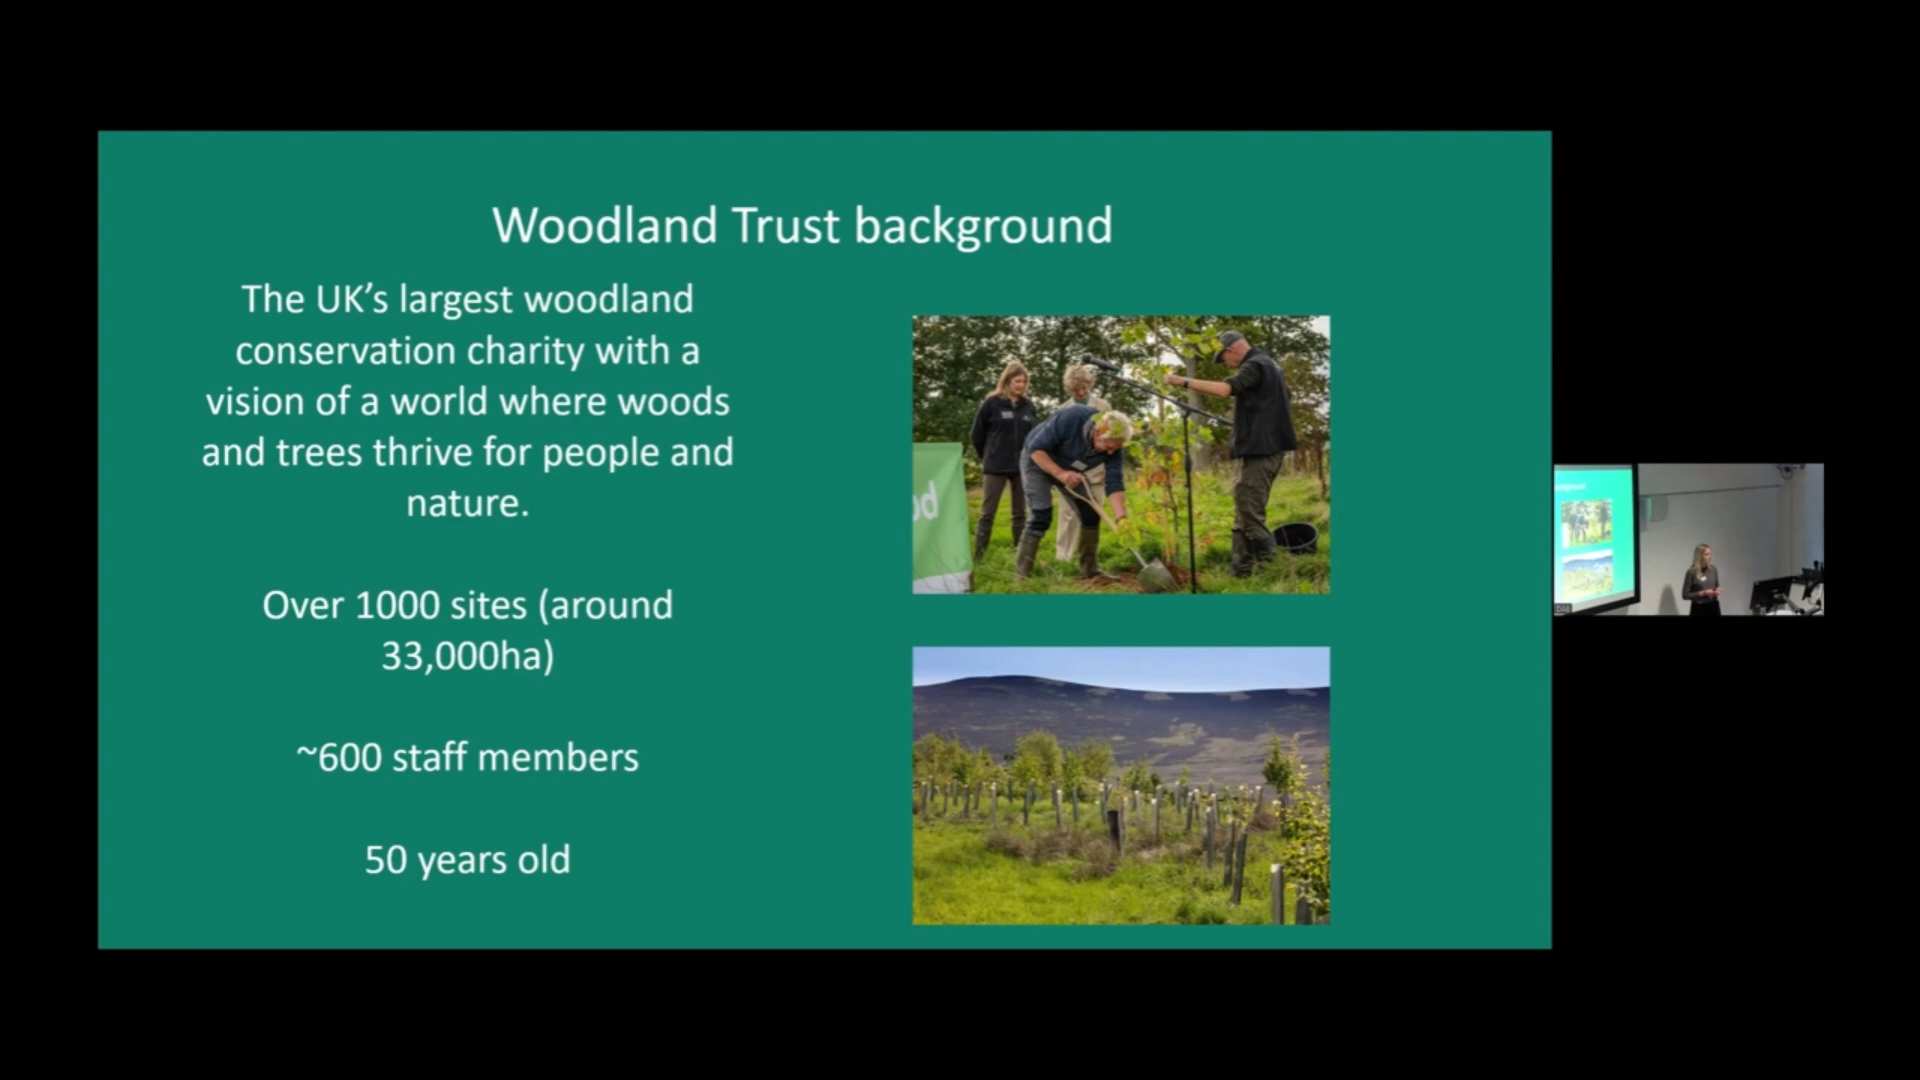 Woodland Trust background
The UK’s largest woodland
conservation charity with a
vision of a world where woods
and trees thrive for people and
nature.
Over 1000 sites (around
33,000ha)
~600 staff members
50 years old